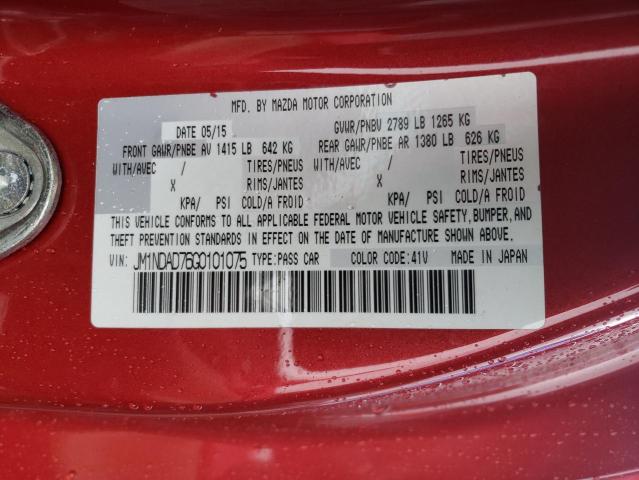 MFD. BY MAZDA MOTOR CORPORATION
DATE 05/15 GVWR/PNBV 2789 LB 1265 KG
FRONT GAWR/PNBE AV 1415 LB 642 KG REAR GAWR/PNBE AR 1380 LB 626 KG
WITH/AVEC / TIRES/PNEUS WITH/AVEC / TIRES/PNEUS
X RIMS/JANTES X RIMS/JANTES
KPA/ PSI COLD/A FROID KPA/ PSI COLD/A FROID
THIS VEHICLE CONFORMS TO ALL APPLICABLE FEDERAL MOTOR VEHICLE SAFETY, BUMPER, AND
THEFT PREVENTION STANDARDS IN EFFECT ON THE DATE OF MANUFACTURE SHOWN ABOVE.
VIN: JM1NDAD76G0101075 TYPE: PASS CAR COLOR CODE: 41V MADE IN JAPAN